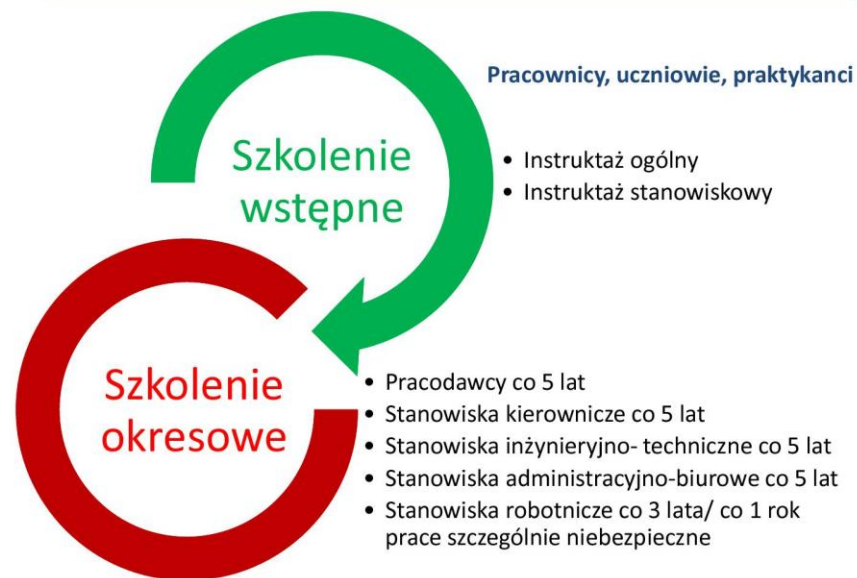 Pracownicy, uczniowie, praktykanci
Szkolenie
wstępne
• Instruktaż ogólny
• Instruktaż stanowiskowy
Szkolenie
okresowe
• Pracodawcy co 5 lat
• Stanowiska kierownicze co 5 lat
• Stanowiska inżynieryjno- techniczne co 5 lat
• Stanowiska administracyjno-biurowe co 5 lat
• Stanowiska robotnicze co 3 lata/ co 1 rok
prace szczególnie niebezpieczne